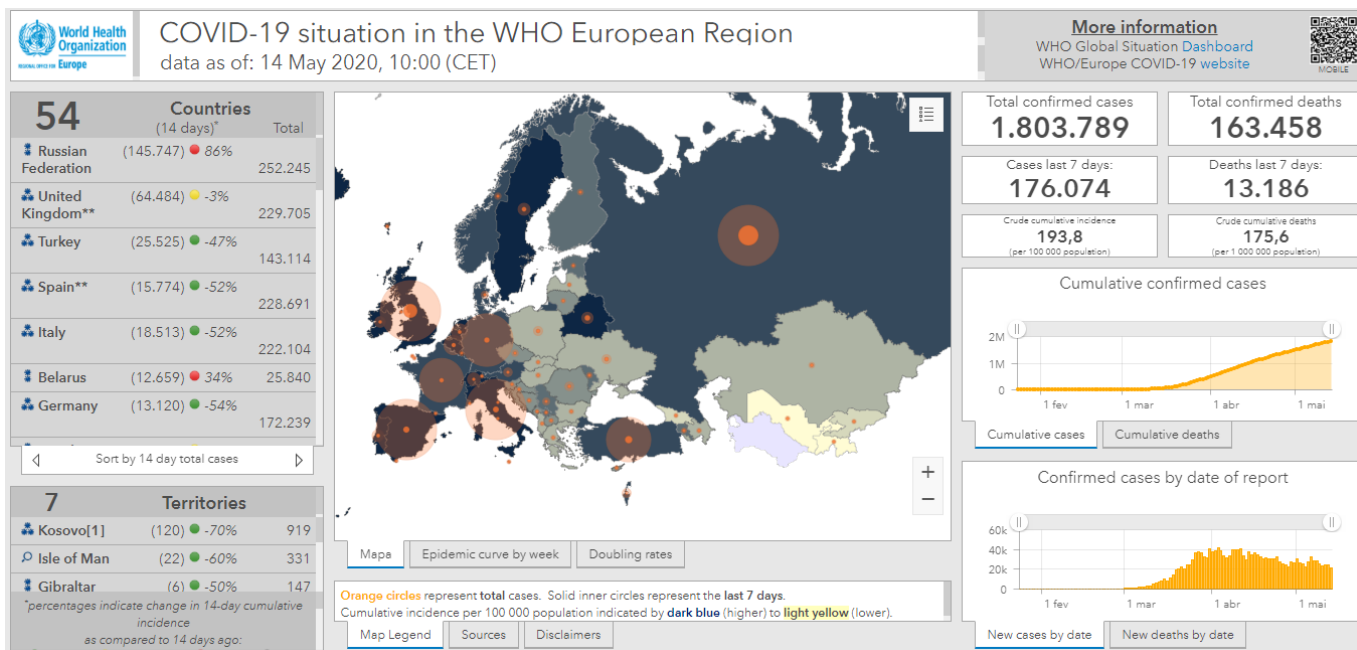 World Health
Organization
REGIONAL OFFICE FOR Europe
COVID-19 situation in the WHO European Region
data as of: 14 May 2020, 10:00 (CET)
More information
WHO Global Situation Dashboard
WHO/Europe COVID-19 website
MOBILE
54
Countries
(14 days)*
Total
Russian
Federation
(145.747) 86%
252.245
United
Kingdom**
(64.484) -3%
229.705
Turkey
(25.525) -47%
143.114
Spain**
(15.774) -52%
228.691
Italy
(18.513) -52%
222.104
Belarus
(12.659) 34%
25.840
Germany
(13.120) -54%
172.239
Sort by 14 day total cases
7
Territories
Kosovo[1] (120) -70% 919
Isle of Man (22) -60% 331
Gibraltar (6) -50% 147
*percentages indicate change in 14-day cumulative
incidence
as compared to 14 days ago:
+
−
Mapa
Epidemic curve by week
Doubling rates
Orange circles represent total cases. Solid inner circles represent the last 7 days.
Cumulative incidence per 100 000 population indicated by dark blue (higher) to light yellow (lower).
Map Legend
Sources
Disclaimers
Total confirmed cases
1.803.789
Total confirmed deaths
163.458
Cases last 7 days:
176.074
Deaths last 7 days:
13.186
Crude cumulative incidence
193,8
(per 100 000 population)
Crude cumulative deaths
175,6
(per 1 000 000 population)
Cumulative confirmed cases
2M
1M
0
1 fev
1 mar
1 abr
1 mai
Cumulative cases
Cumulative deaths
Confirmed cases by date of report
60k
40k
20k
0
1 fev
1 mar
1 abr
1 mai
New cases by date
New deaths by date